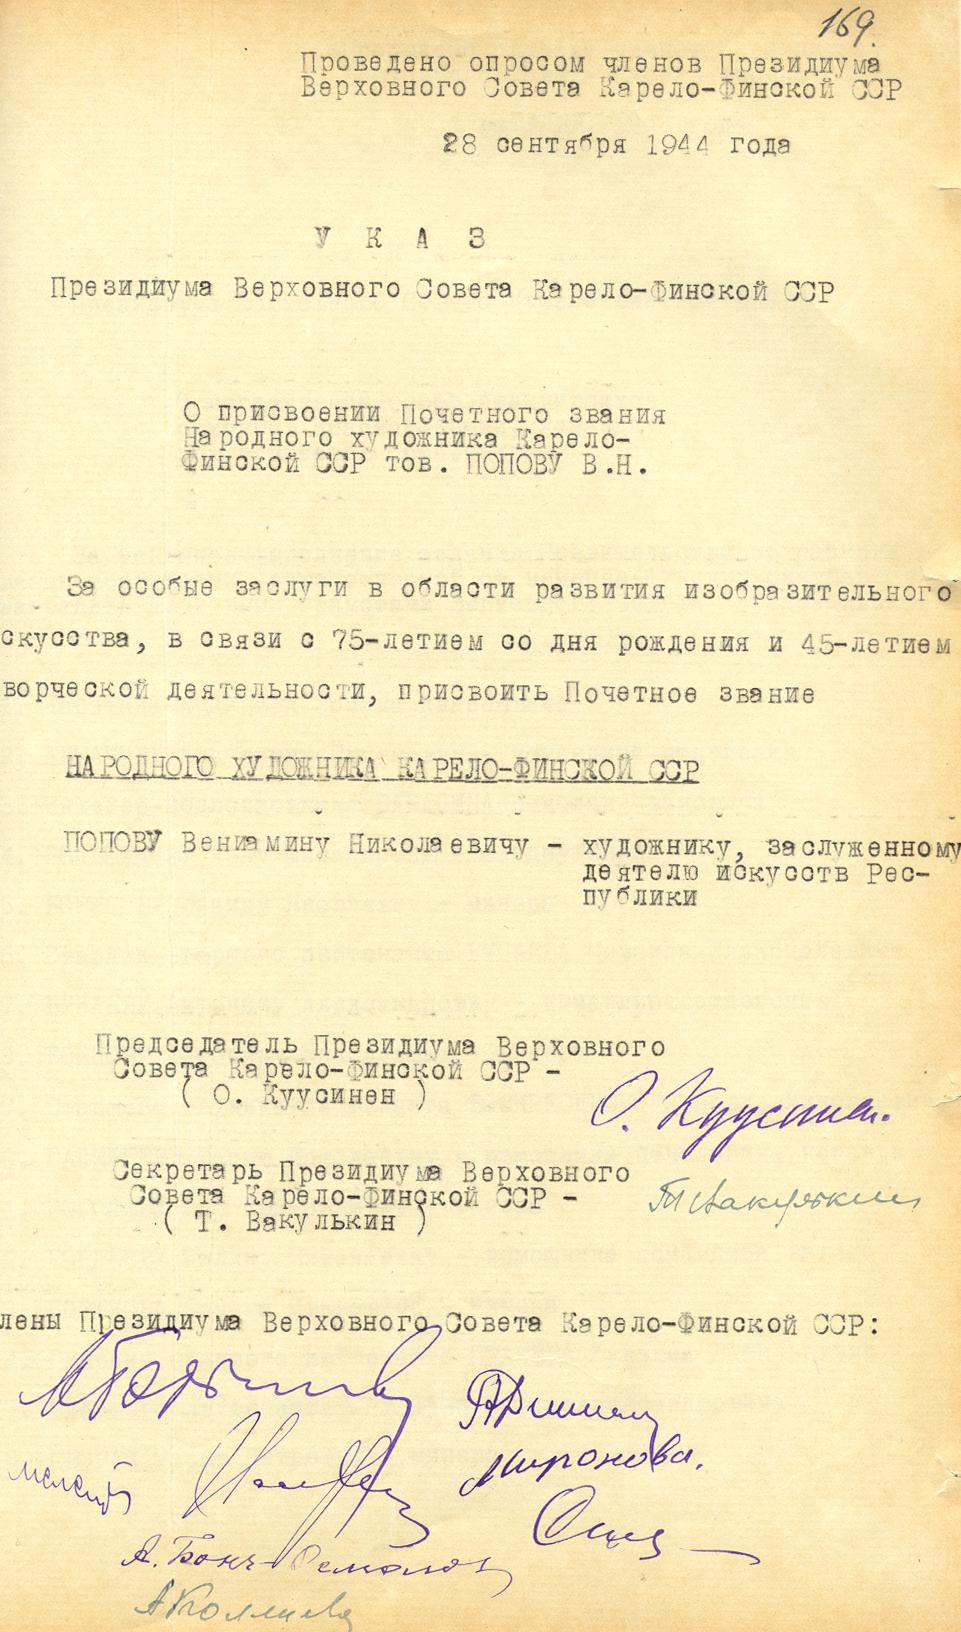 169.
Проведено опросом членов Президиума
Верховного Совета Карело-Финской ССР
28 сентября 1944 года
У К А З
Президиума Верховного Совета Карело-Финской ССР
О присвоении Почетного звания
Народного художника Карело-
Финской ССР тов. ПОПОВУ В.Н.
За особые заслуги в области развития изобразительного
скусства, в связи с 75-летием со дня рождения и 45-летием
ворческой деятельности, присвоить Почетное звание
НАРОДНОГО ХУДОЖНИКА КАРЕЛО-ФИНСКОЙ ССР
ПОПОВУ Вениамину Николаевичу - художнику, заслуженному
деятелю искусств Рес-
публики
Председатель Президиума Верховного
Совета Карело-Финской ССР -
( О. Куусинен )
О. Куусинен.
Секретарь Президиума Верховного
Совета Карело-Финской ССР -
( Т. Вакулькин )
Т Вакулькин
лены Президиума Верховного Совета Карело-Финской ССР:
Миронова.
А. Бонч-